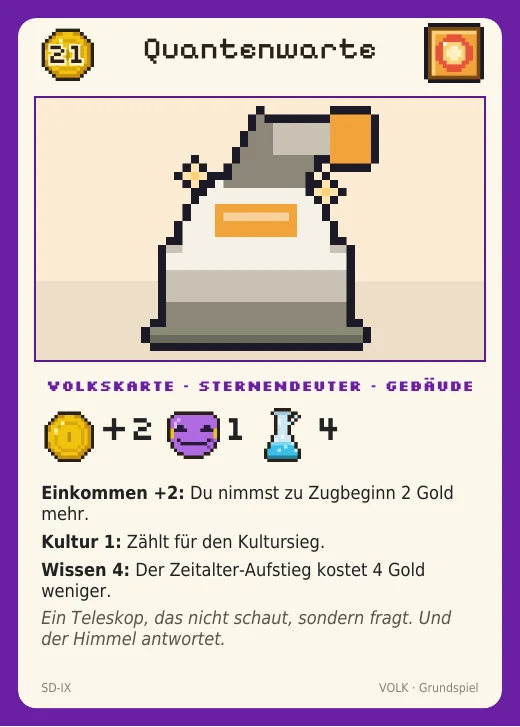 21
Quantenwarte
VOLKSKARTE - STERNENDEUTER - GEBÄUDE
+2 1 4
Einkommen +2: Du nimmst zu Zugbeginn 2 Gold
mehr.
Kultur 1: Zählt für den Kultursieg.
Wissen 4: Der Zeitalter-Aufstieg kostet 4 Gold
weniger.
Ein Teleskop, das nicht schaut, sondern fragt. Und
der Himmel antwortet.
SD-IX
VOLK · Grundspiel